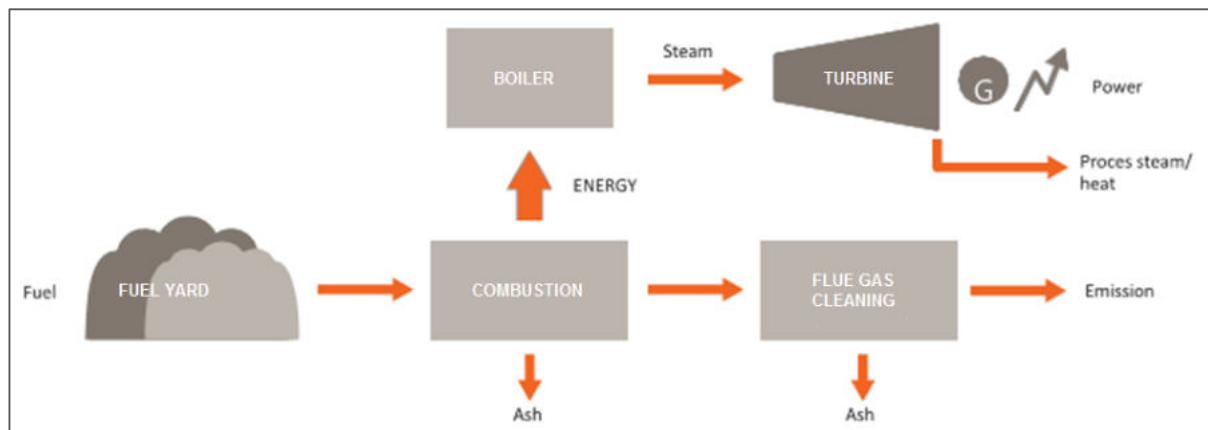 Steam
BOILER
TURBINE
G
Power
Proces steam/
heat
ENERGY
Fuel
FUEL YARD
COMBUSTION
FLUE GAS
CLEANING
Emission
Ash
Ash